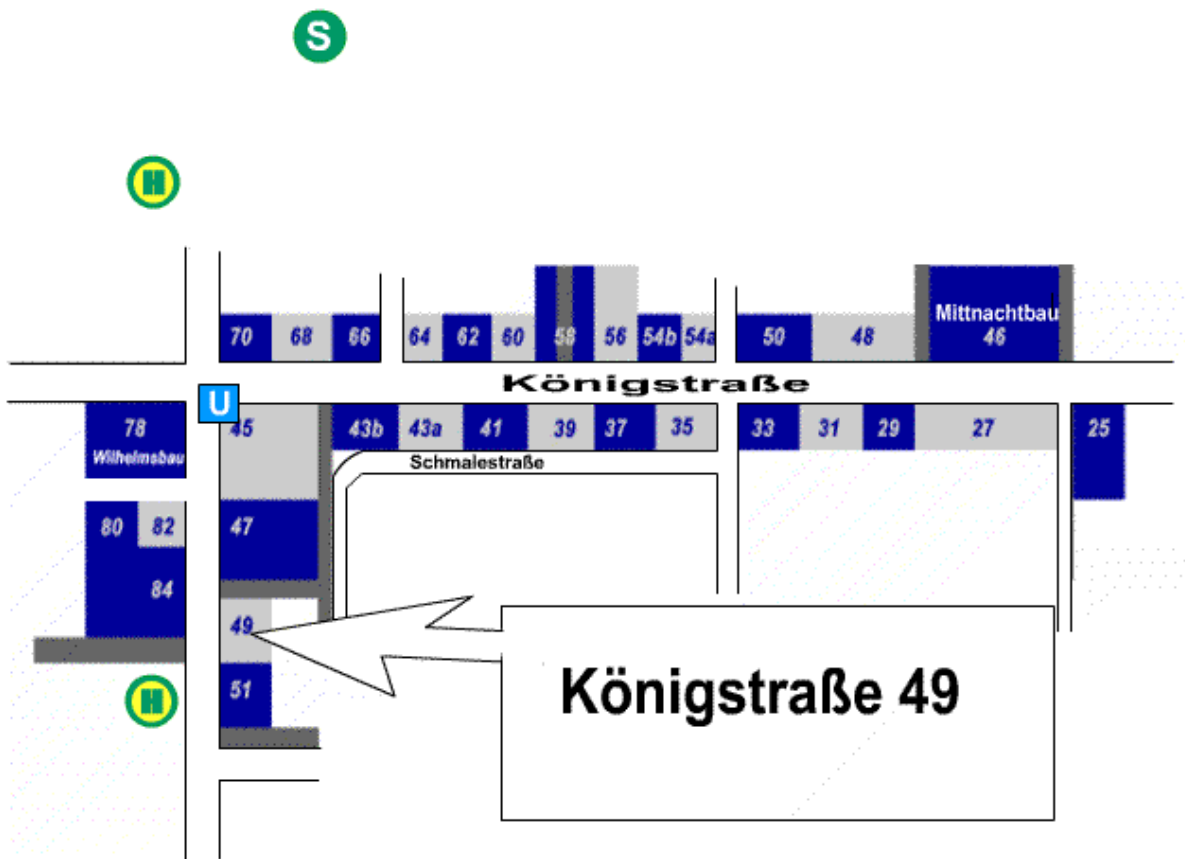 S
H
Mittnachtbau
70 68 66 64 62 60 58 56 54b 54a 50 48 46
Königstraße
U
78 45 43b 43a 41 39 37 35 33 31 29 27 25
Wilhelmsbau
Schmalestraße
80 82 47
84
49
51
H
Königstraße 49